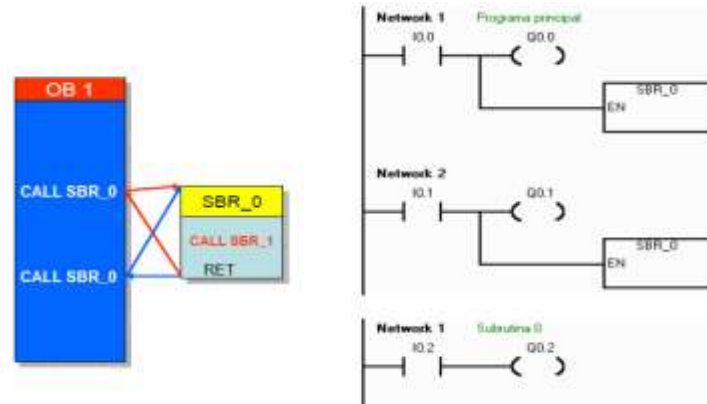 OB 1
CALL SBR_0
CALL SBR_0
SBR_0
CALL SBR_1
RET
Network 1 Programa principal
I0.0 Q0.0
SBR_0
EN
Network 2
I0.1 Q0.1
SBR_0
EN
Network 1 Subrutina 0
I0.2 Q0.2